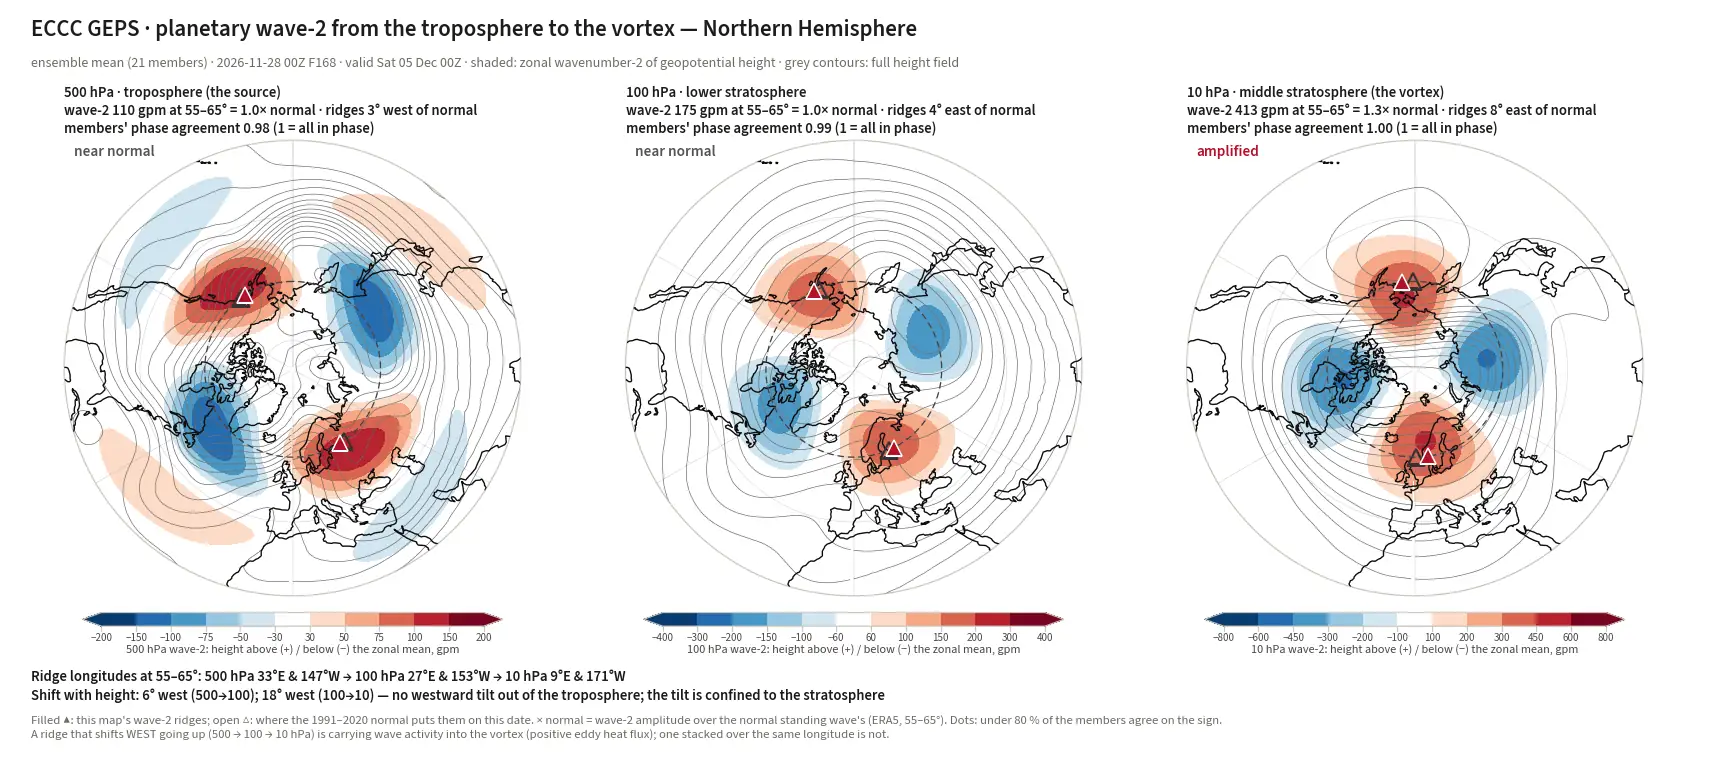 ECCC GEPS · planetary wave-2 from the troposphere to the vortex — Northern Hemisphere
ensemble mean (21 members) · 2026-11-28 00Z F168 · valid Sat 05 Dec 00Z · shaded: zonal wavenumber-2 of geopotential height · grey contours: full height field
500 hPa · troposphere (the source)
wave-2 110 gpm at 55–65° = 1.0× normal · ridges 3° west of normal
members' phase agreement 0.98 (1 = all in phase)
near normal
100 hPa · lower stratosphere
wave-2 175 gpm at 55–65° = 1.0× normal · ridges 4° east of normal
members' phase agreement 0.99 (1 = all in phase)
near normal
10 hPa · middle stratosphere (the vortex)
wave-2 413 gpm at 55–65° = 1.3× normal · ridges 8° east of normal
members' phase agreement 1.00 (1 = all in phase)
amplified
−200 −150 −100 −75 −50 −30 30 50 75 100 150 200
500 hPa wave-2: height above (+) / below (−) the zonal mean, gpm
−400 −300 −200 −150 −100 −60 60 100 150 200 300 400
100 hPa wave-2: height above (+) / below (−) the zonal mean, gpm
−800 −600 −450 −300 −200 −100 100 200 300 450 600 800
10 hPa wave-2: height above (+) / below (−) the zonal mean, gpm
Ridge longitudes at 55–65°: 500 hPa 33°E & 147°W → 100 hPa 27°E & 153°W → 10 hPa 9°E & 171°W
Shift with height: 6° west (500→100); 18° west (100→10) — no westward tilt out of the troposphere; the tilt is confined to the stratosphere
Filled ▲: this map's wave-2 ridges; open △: where the 1991–2020 normal puts them on this date. × normal = wave-2 amplitude over the normal standing wave's (ERA5, 55–65°). Dots: under 80 % of the members agree on the sign.
A ridge that shifts WEST going up (500 → 100 → 10 hPa) is carrying wave activity into the vortex (positive eddy heat flux); one stacked over the same longitude is not.